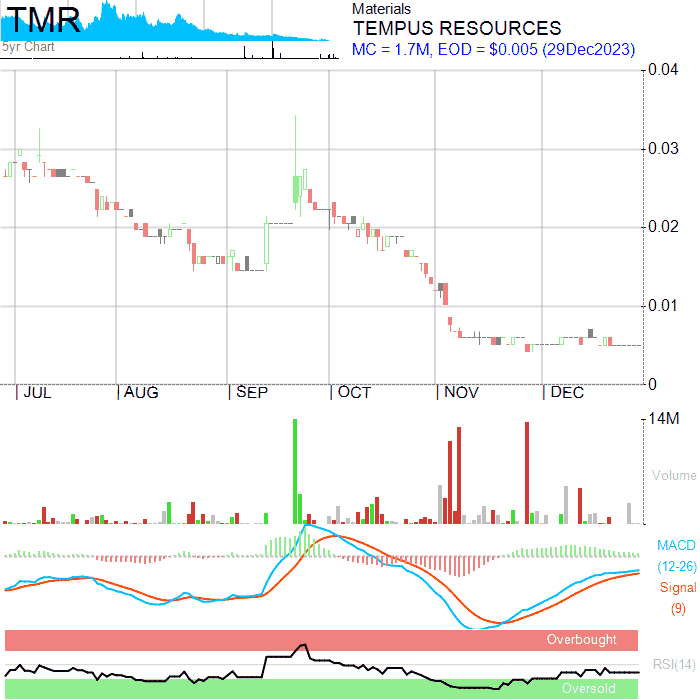 TMR
5yr Chart
Materials
TEMPUS RESOURCES
MC = 1.7M, EOD = $0.005 (29Dec2023)
0.04
0.03
0.02
0.01
0
JUL AUG SEP OCT NOV DEC
14M
Volume
MACD
(12-26)
Signal
(9)
Overbought
RSI(14)
Oversold